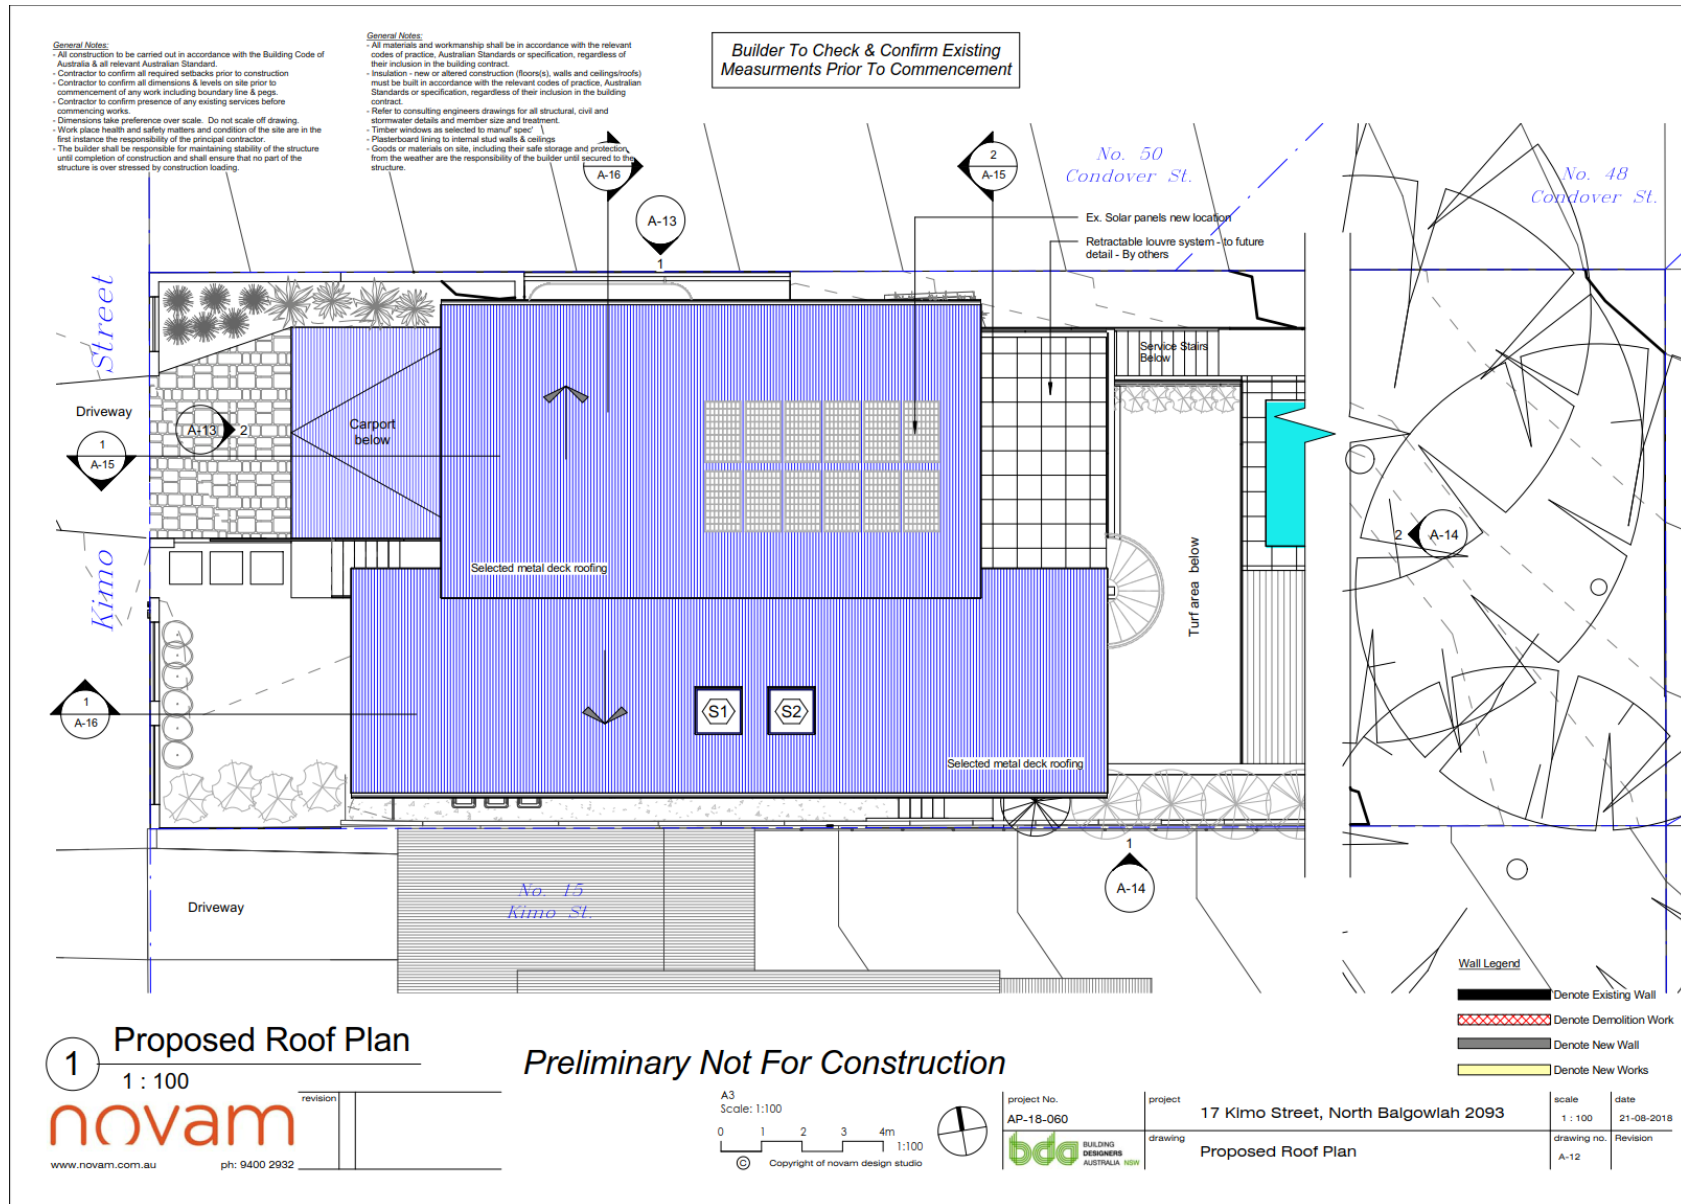 General Notes:
- All construction to be carried out in accordance with the Building Code of
Australia & all relevant Australian Standard.
- Contractor to confirm all required setbacks prior to construction
- Contractor to confirm all dimensions & levels on site prior to
commencement of any work including boundary line & pegs.
- Contractor to confirm presence of any existing services before
commencing works.
- Dimensions take preference over scale.  Do not scale off drawing.
- Work place health and safety matters and condition of the site are in the
first instance the responsibility of the principal contractor.
- The builder shall be responsible for maintaining stability of the structure
until completion of construction and shall ensure that no part of the
structure is over stressed by construction loading.
General Notes:
- All materials and workmanship shall be in accordance with the relevant
codes of practice, Australian Standards or specification, regardless of
their inclusion in the building contract.
- Insulation - new or altered construction (floors(s), walls and ceilings/roofs)
must be built in accordance with the relevant codes of practice, Australian
Standards or specification, regardless of their inclusion in the building
contract.
- Refer to consulting engineers drawings for all structural, civil and
stormwater details and member size and treatment.
- Timber windows as selected to manuf' spec'
- Plasterboard lining to internal stud walls & ceilings
- Goods or materials on site, including their safe storage and protection,
from the weather are the responsibility of the builder until secured to the
structure.
Builder To Check & Confirm Existing
Measurments Prior To Commencement
A-16
2
A-15
No. 50
Condover St.
No. 48
Condover St.
A-13
1
Ex. Solar panels new location
Retractable louvre system - to future
detail - By others
Kimo Street
Service Stairs
Below
Driveway
Carport
below
A-13
2
1
A-15
2
A-14
Selected metal deck roofing
Turf area below
1
A-16
S1
S2
Selected metal deck roofing
1
A-14
No. 15
Kimo St.
Driveway
Wall Legend
Denote Existing Wall
Denote Demolition Work
Denote New Wall
Denote New Works
1
Proposed Roof Plan
1 : 100
Preliminary Not For Construction
novam
www.novam.com.au
ph: 9400 2932
revision
A3
Scale: 1:100
0 1 2 3 4m
1:100
© Copyright of novam design studio
project No.
AP-18-060
bda
BUILDING
DESIGNERS
AUSTRALIA NSW
project
17 Kimo Street, North Balgowlah 2093
drawing
Proposed Roof Plan
scale
1 : 100
date
21-08-2018
drawing no.
A-12
Revision